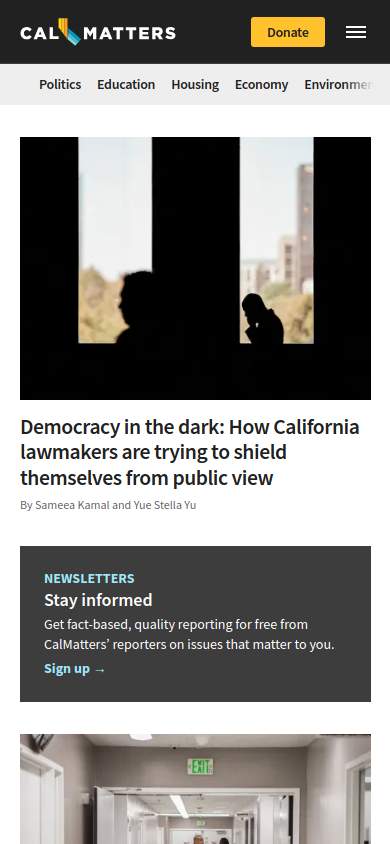 CALMATTERS
Donate
Politics Education Housing Economy
Democracy in the dark: How California
lawmakers are trying to shield
themselves from public view
By Sameea Kamal and Yue Stella Yu
NEWSLETTERS
Stay informed
Get fact-based, quality reporting for free from
CalMatters’ reporters on issues that matter to you.
Sign up →
EXIT